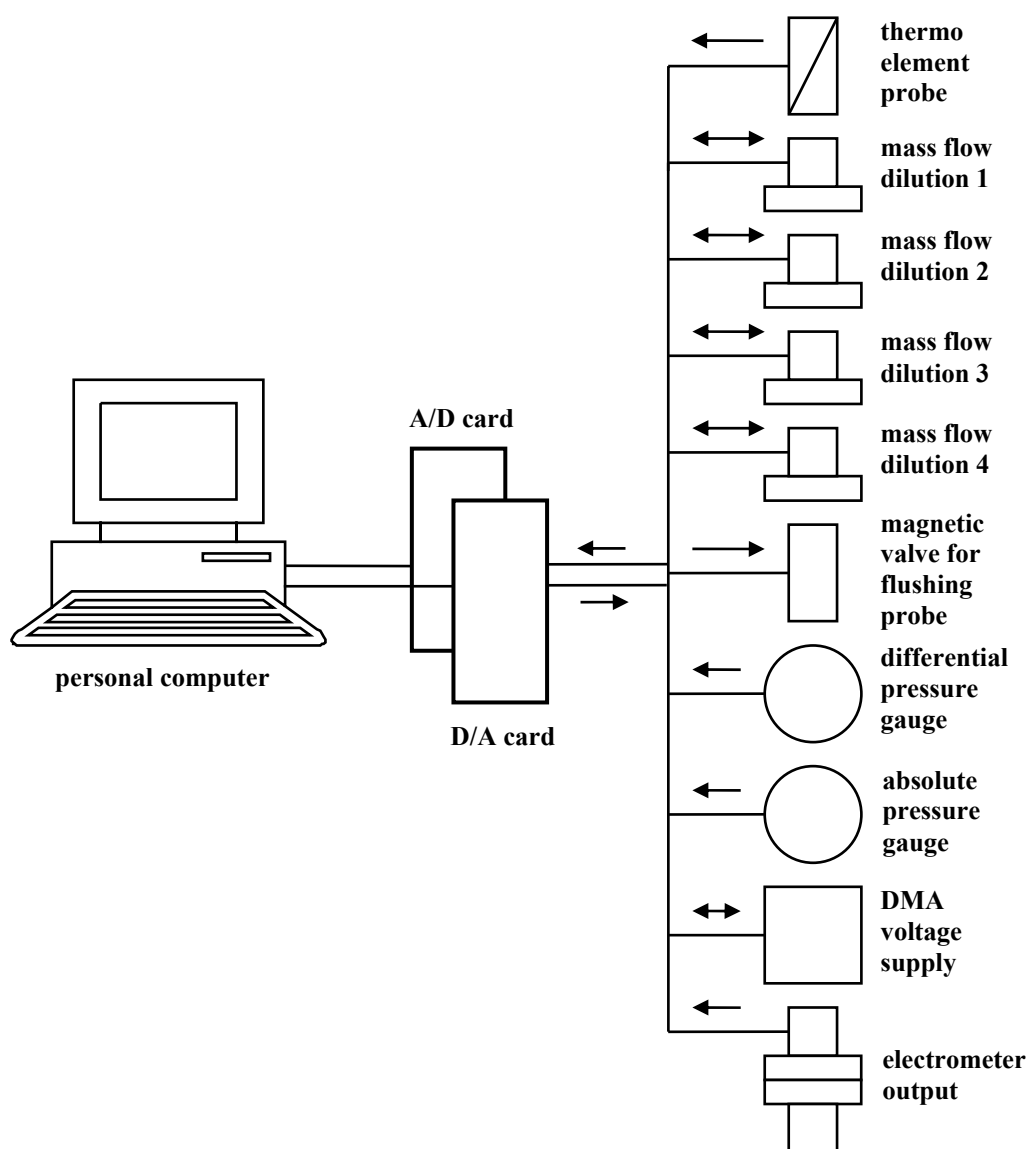 thermo
element
probe
mass flow
dilution 1
mass flow
dilution 2
mass flow
dilution 3
A/D card
mass flow
dilution 4
magnetic
valve for
flushing
probe
personal computer
differential
pressure
gauge
D/A card
absolute
pressure
gauge
DMA
voltage
supply
electrometer
output